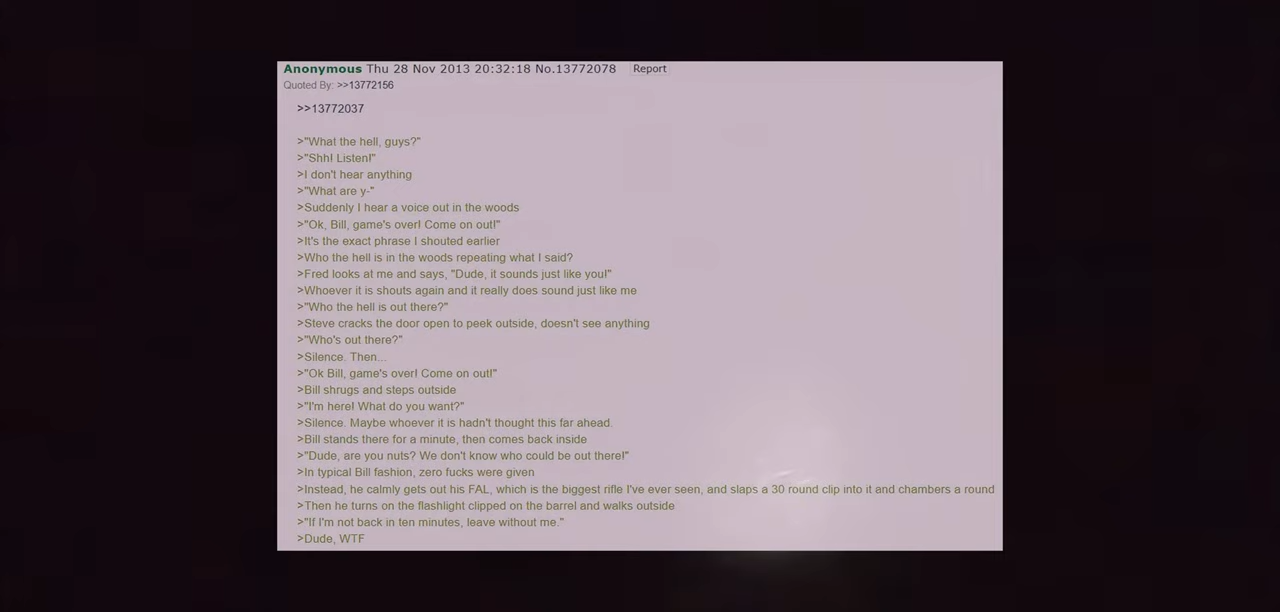 Anonymous Thu 28 Nov 2013 20:32:18 No.13772078 Report
Quoted By: >>13772156
>>13772037
>"What the hell, guys?"
>"Shh! Listen!"
>I don't hear anything
>"What are y-"
>Suddenly I hear a voice out in the woods
>"Ok, Bill, game's over! Come on out!"
>It's the exact phrase I shouted earlier
>Who the hell is in the woods repeating what I said?
>Fred looks at me and says, "Dude, it sounds just like you!"
>Whoever it is shouts again and it really does sound just like me
>"Who the hell is out there?"
>Steve cracks the door open to peek outside, doesn't see anything
>"Who's out there?"
>Silence. Then...
>"Ok Bill, game's over! Come on out!"
>Bill shrugs and steps outside
>"I'm here! What do you want?"
>Silence. Maybe whoever it is hadn't thought this far ahead.
>Bill stands there for a minute, then comes back inside
>"Dude, are you nuts? We don't know who could be out there!"
>In typical Bill fashion, zero fucks were given
>Instead, he calmly gets out his FAL, which is the biggest rifle I've ever seen, and slaps a 30 round clip into it and chambers a round
>Then he turns on the flashlight clipped on the barrel and walks outside
>"If I'm not back in ten minutes, leave without me."
>Dude, WTF